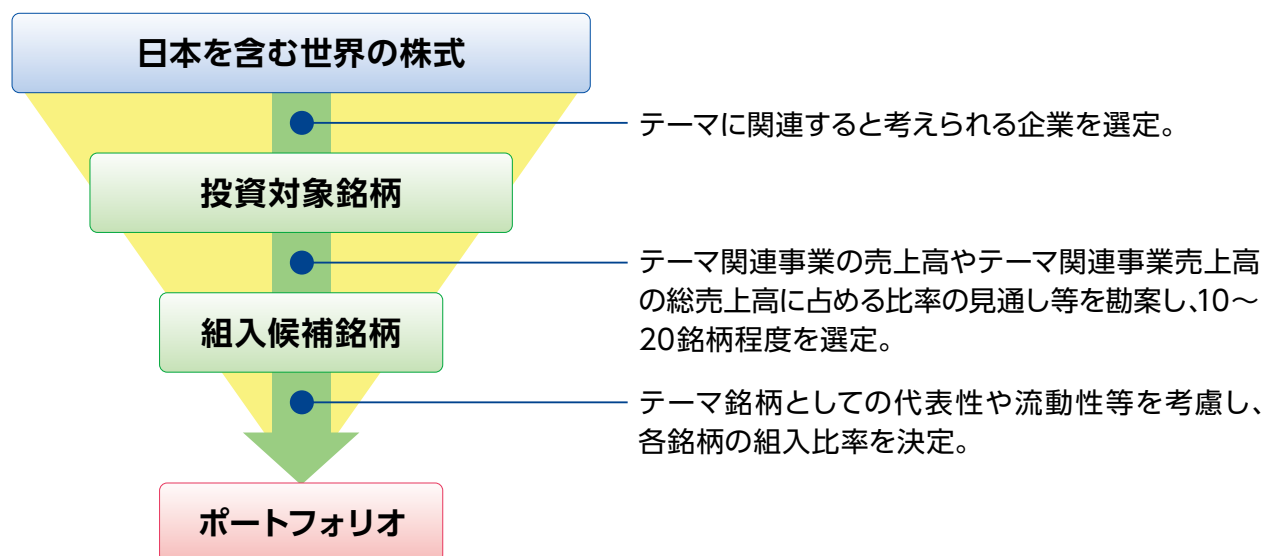 日本を含む世界の株式
テーマに関連すると考えられる企業を選定。
投資対象銘柄
テーマ関連事業の売上高やテーマ関連事業売上高
の総売上高に占める比率の見通し等を勘案し、10～
20銘柄程度を選定。
組入候補銘柄
テーマ銘柄としての代表性や流動性等を考慮し、
各銘柄の組入比率を決定。
ポートフォリオ